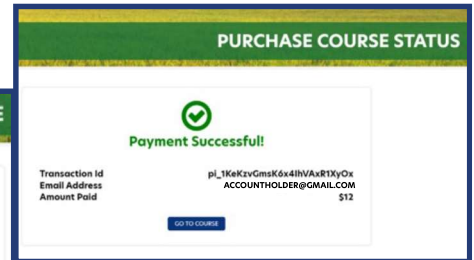 PURCHASE COURSE STATUS
Payment Successful!
Transaction Id pi_1KeKzvGmsK6x4IhVAxR1XyOx
Email Address ACCOUNTHOLDER@GMAIL.COM
Amount Paid $12
GO TO COURSE